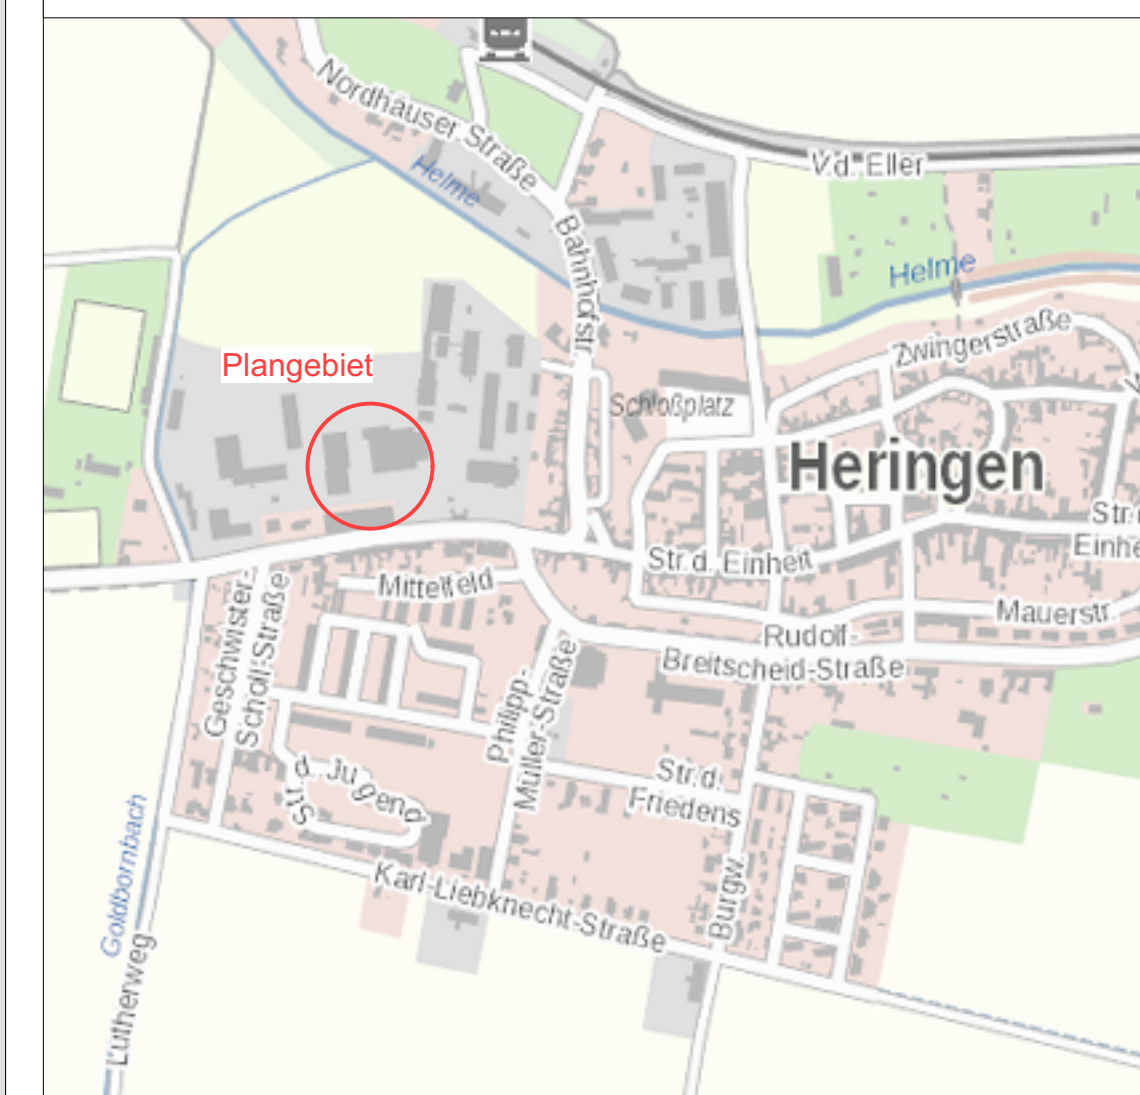 Nordhäuser Straße
V.d. Eller
Helme
Bahnhofstr.
Helme
Zwingerstraße
Plangebiet
Schloßplatz
Heringen
Str.d. Einheit
Mittelfeld
Mauerstr.
Geschwister-
Scholl-Straße
Rudolf-
Breitscheid-Straße
Philipp-
Müller-Straße
Str.d.
Friedens
Str.d. Jugend
Karl-Liebknecht-Straße
Burgw.
Goldbornbach
Lutherweg